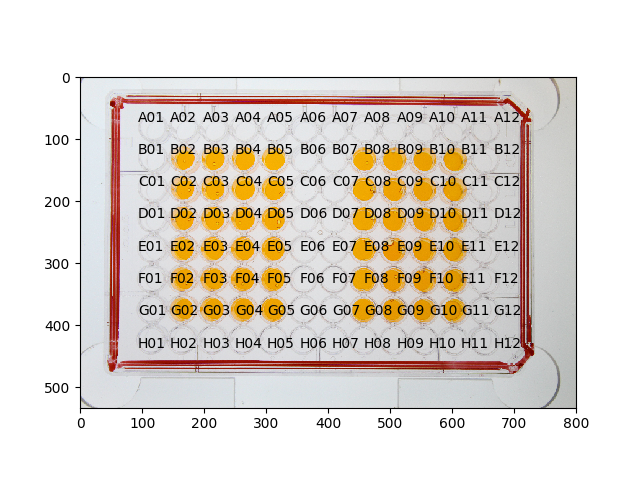 0
A01 A02 A03 A04 A05 A06 A07 A08 A09 A10 A11 A12
100
B01 B02 B03 B04 B05 B06 B07 B08 B09 B10 B11 B12
C01 C02 C03 C04 C05 C06 C07 C08 C09 C10 C11 C12
200
D01 D02 D03 D04 D05 D06 D07 D08 D09 D10 D11 D12
E01 E02 E03 E04 E05 E06 E07 E08 E09 E10 E11 E12
300
F01 F02 F03 F04 F05 F06 F07 F08 F09 F10 F11 F12
G01 G02 G03 G04 G05 G06 G07 G08 G09 G10 G11 G12
400
H01 H02 H03 H04 H05 H06 H07 H08 H09 H10 H11 H12
500
0 100 200 300 400 500 600 700 800